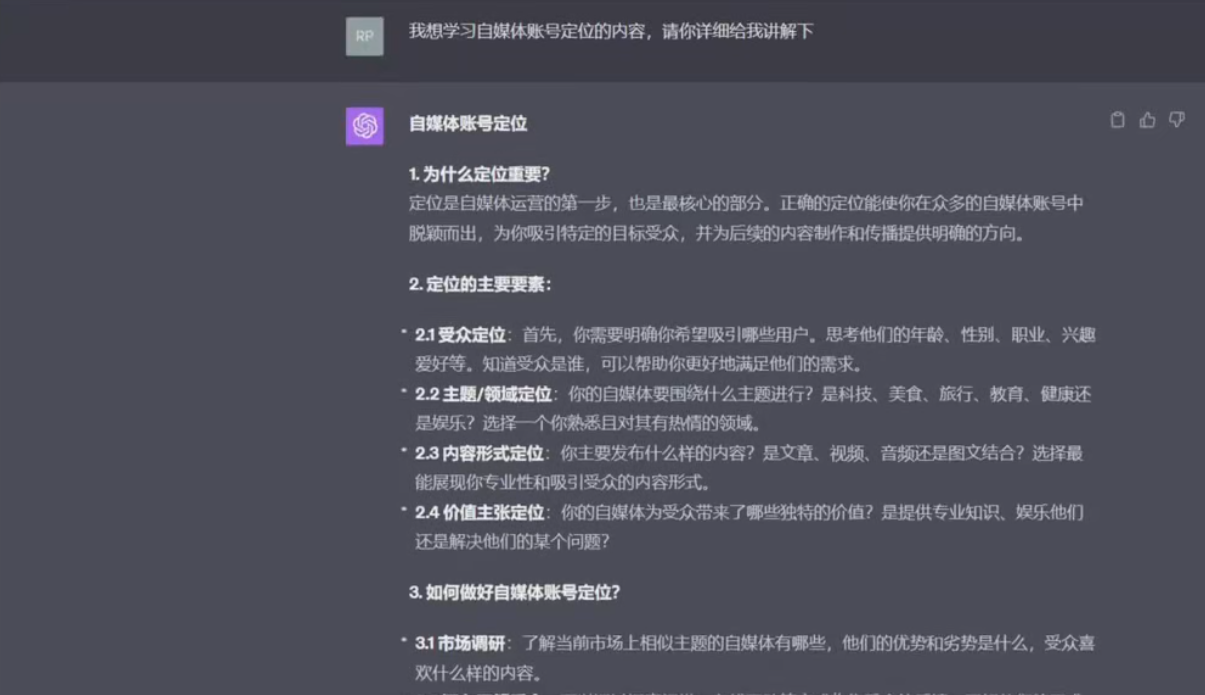 RP
我想学习自媒体账号定位的内容，请你详细给我讲解下
自媒体账号定位
1. 为什么定位重要？
定位是自媒体运营的第一步，也是最核心的部分。正确的定位能使你在众多的自媒体账号中
脱颖而出，为你吸引特定的目标受众，并为后续的内容制作和传播提供明确的方向。
2. 定位的主要要素：
• 2.1 受众定位：首先，你需要明确你希望吸引哪些用户。思考他们的年龄、性别、职业、兴趣
爱好等。知道受众是谁，可以帮助你更好地满足他们的需求。
• 2.2 主题/领域定位：你的自媒体要围绕什么主题进行？是科技、美食、旅行、教育、健康还
是娱乐？选择一个你熟悉且对其有热情的领域。
• 2.3 内容形式定位：你主要发布什么样的内容？是文章、视频、音频还是图文结合？选择最
能展现你专业性和吸引受众的内容形式。
• 2.4 价值主张定位：你的自媒体为受众带来了哪些独特的价值？是提供专业知识、娱乐他们
还是解决他们的某个问题？
3. 如何做好自媒体账号定位？
• 3.1 市场调研：了解当前市场上相似主题的自媒体有哪些，他们的优势和劣势是什么，受众喜
欢什么样的内容。